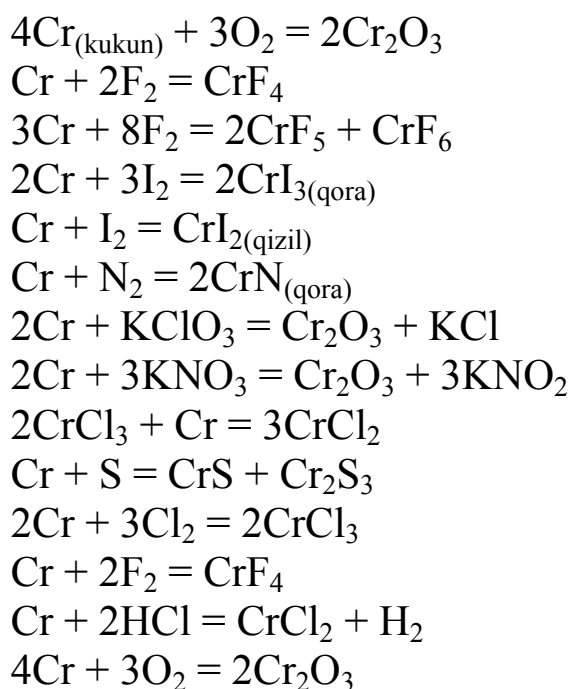 4Cr(kukun) + 3O₂ = 2Cr₂O₃
Cr + 2F₂ = CrF₄
3Cr + 8F₂ = 2CrF₅ + CrF₆
2Cr + 3I₂ = 2CrI₃(qora)
Cr + I₂ = CrI₂(qizil)
Cr + N₂ = 2CrN(qora)
2Cr + KClO₃ = Cr₂O₃ + KCl
2Cr + 3KNO₃ = Cr₂O₃ + 3KNO₂
2CrCl₃ + Cr = 3CrCl₂
Cr + S = CrS + Cr₂S₃
2Cr + 3Cl₂ = 2CrCl₃
Cr + 2F₂ = CrF₄
Cr + 2HCl = CrCl₂ + H₂
4Cr + 3O₂ = 2Cr₂O₃